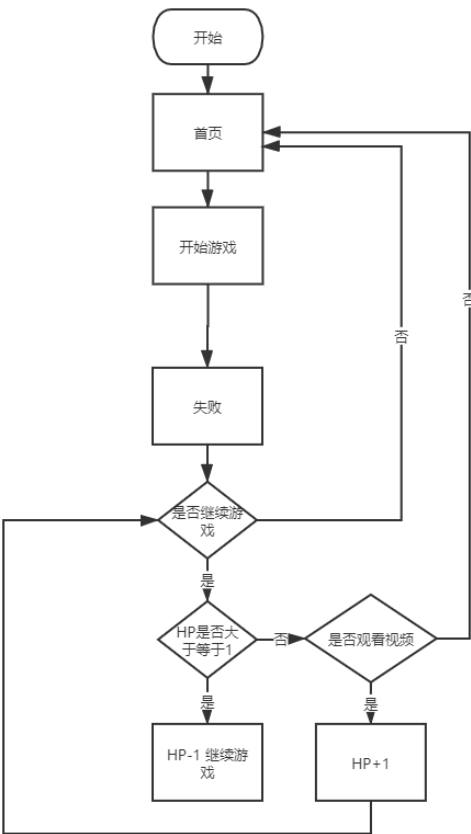 开始
首页
开始游戏
否
否
失败
是否继续游
戏
是
HP是否大
于等于1
否
是否观看视频
是
是
HP-1 继续游
戏
HP+1